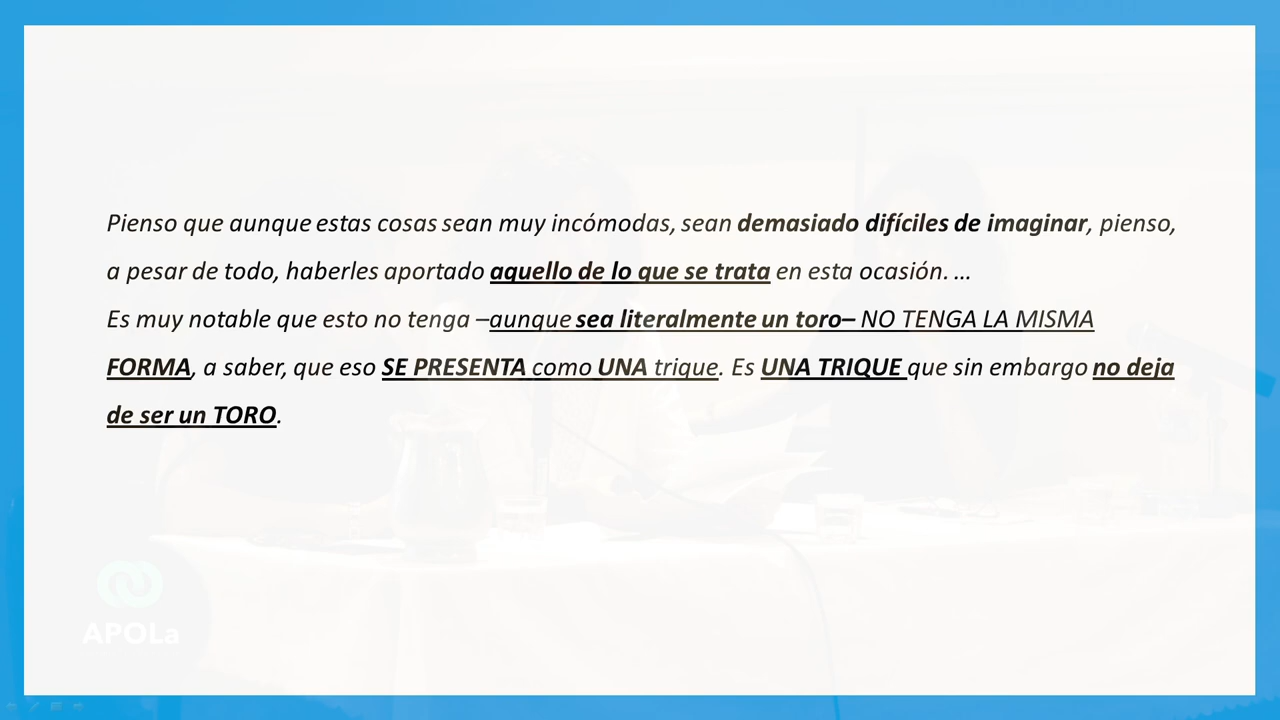 Pienso que aunque estas cosas sean muy incómodas, sean demasiado difíciles de imaginar, pienso,
a pesar de todo, haberles aportado aquello de lo que se trata en esta ocasión. ...
Es muy notable que esto no tenga –aunque sea literalmente un toro– NO TENGA LA MISMA
FORMA, a saber, que eso SE PRESENTA como UNA trique. Es UNA TRIQUE que sin embargo no deja
de ser un TORO.
APOLa